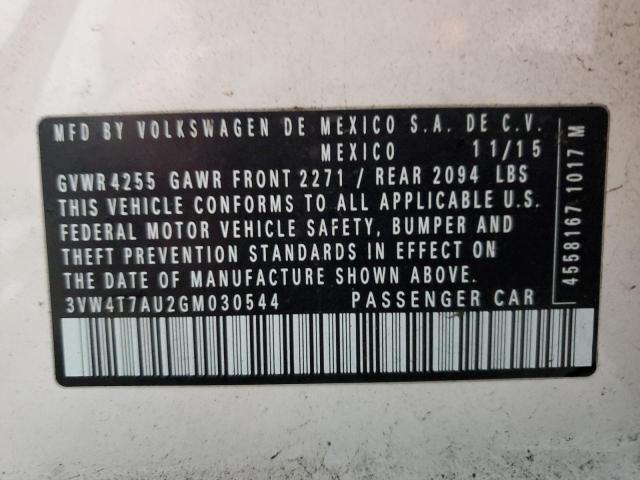 MFD BY VOLKSWAGEN DE MEXICO S.A. DE C.V.
MEXICO 11/15
GVWR 4255 GAWR FRONT 2271 / REAR 2094 LBS
THIS VEHICLE CONFORMS TO ALL APPLICABLE U.S.
FEDERAL MOTOR VEHICLE SAFETY, BUMPER AND
THEFT PREVENTION STANDARDS IN EFFECT ON
THE DATE OF MANUFACTURE SHOWN ABOVE.
3VW4T7AU2GM030544 PASSENGER CAR
4558167 1017 M